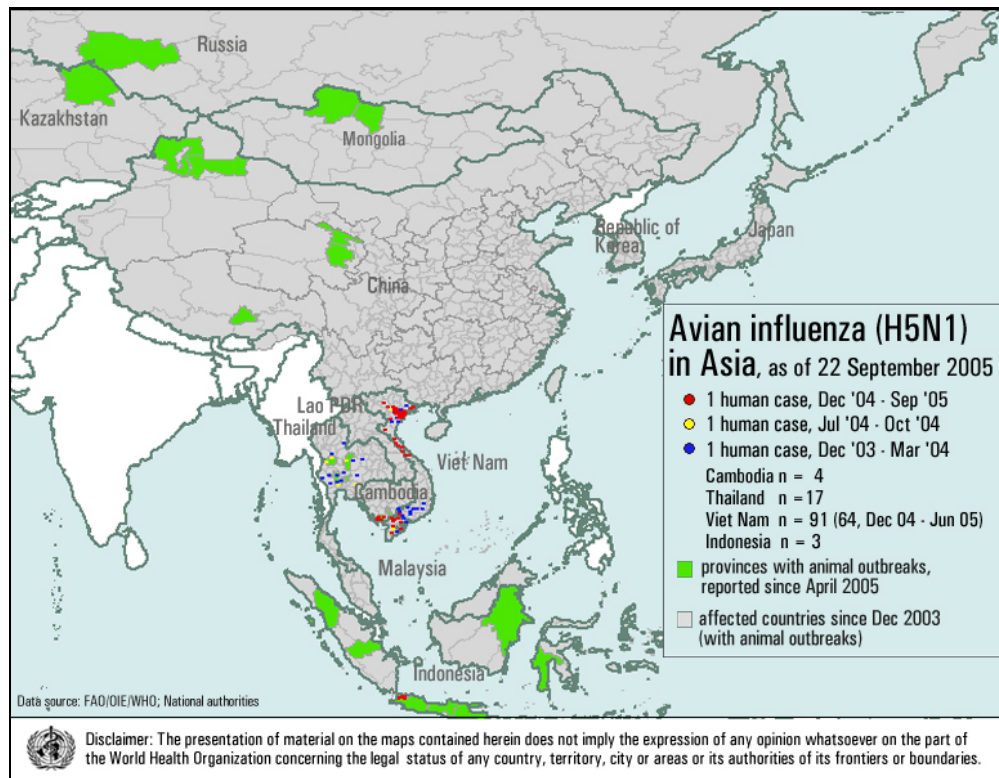 Russia
Kazakhstan
Mongolia
Republic of
Korea
Japan
China
Avian influenza (H5N1)
in Asia, as of 22 September 2005
1 human case, Dec '04 - Sep '05
1 human case, Jul '04 - Oct '04
1 human case, Dec '03 - Mar '04
Cambodia n = 4
Thailand n = 17
Viet Nam n = 91 (64, Dec 04 - Jun 05)
Indonesia n = 3
provinces with animal outbreaks,
reported since April 2005
affected countries since Dec 2003
(with animal outbreaks)
Lao PDR
Thailand
Viet Nam
Cambodia
Malaysia
Indonesia
Data source: FAO/OIE/WHO; National authorities
Disclaimer: The presentation of material on the maps contained herein does not imply the expression of any opinion whatsoever on the part of
the World Health Organization concerning the legal status of any country, territory, city or areas or its authorities of its frontiers or boundaries.